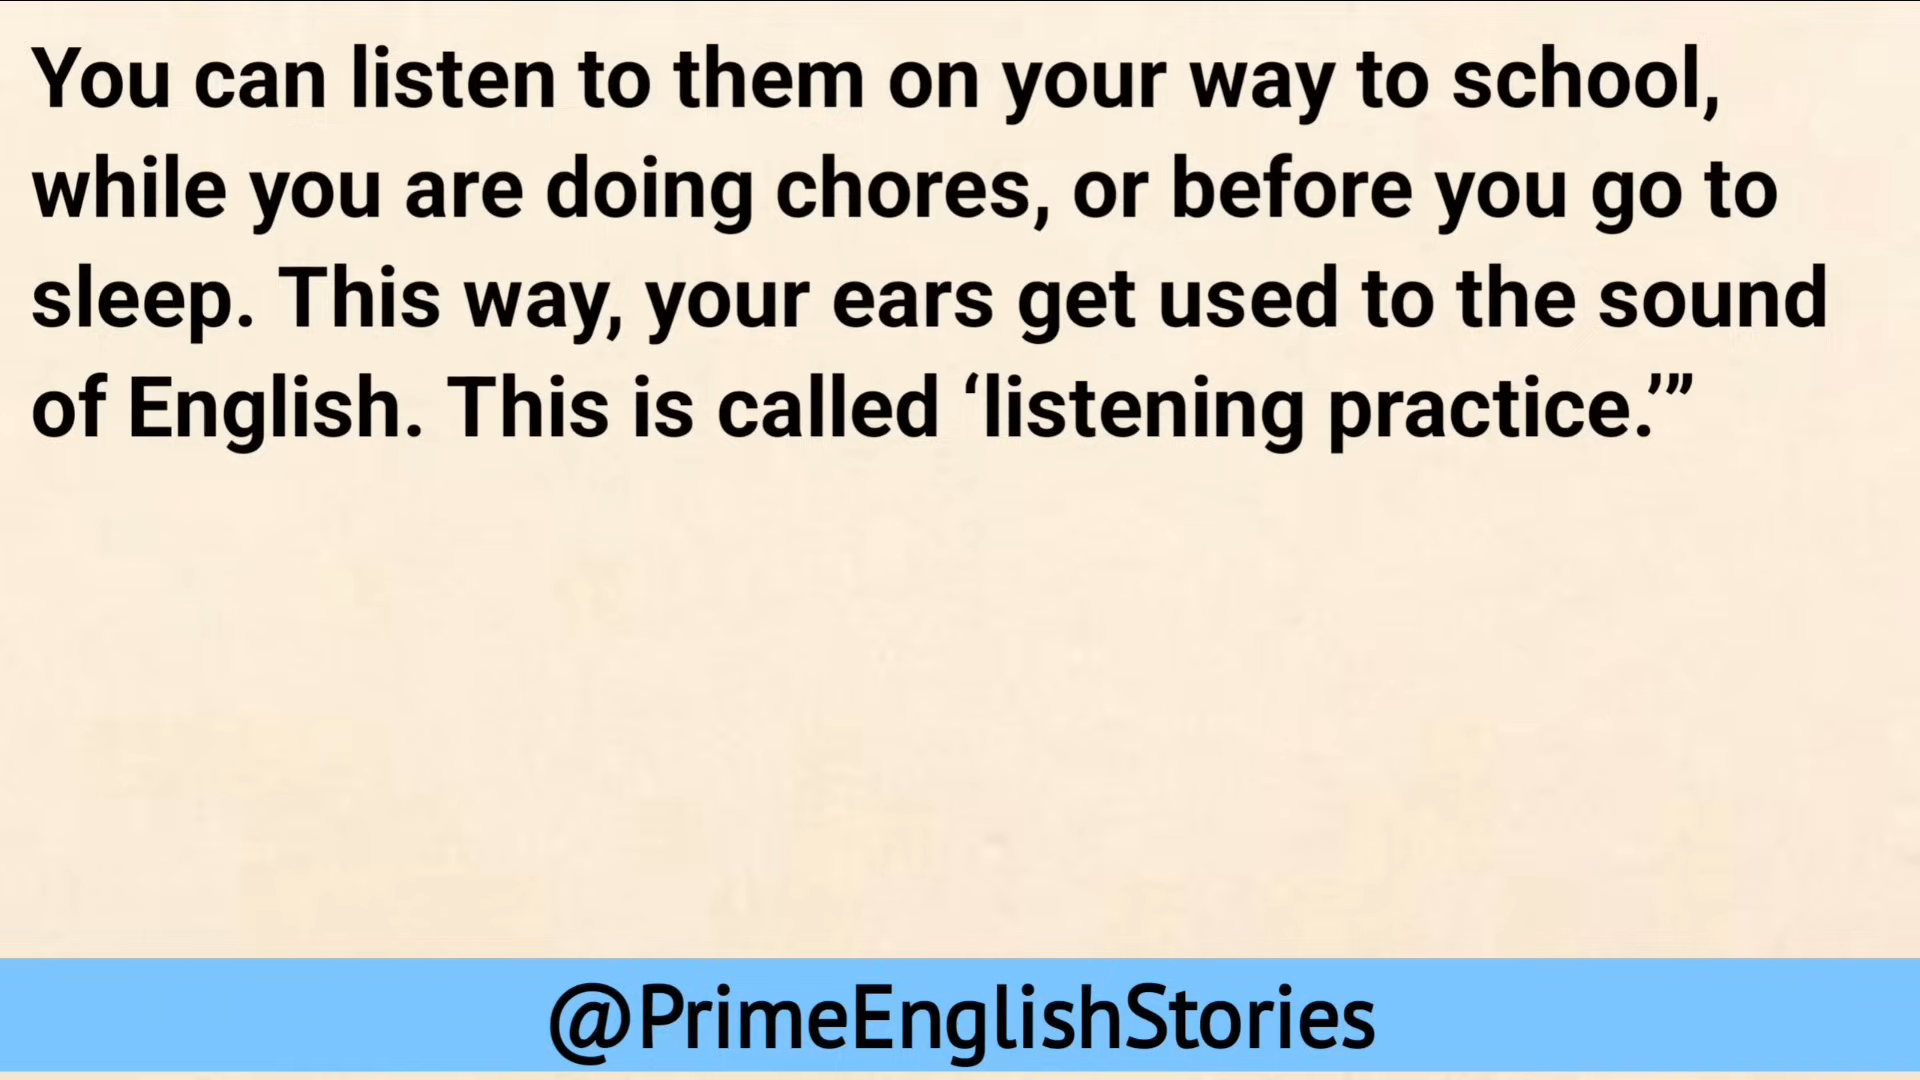 You can listen to them on your way to school,
while you are doing chores, or before you go to
sleep. This way, your ears get used to the sound
of English. This is called ‘listening practice.’”
@PrimeEnglishStories